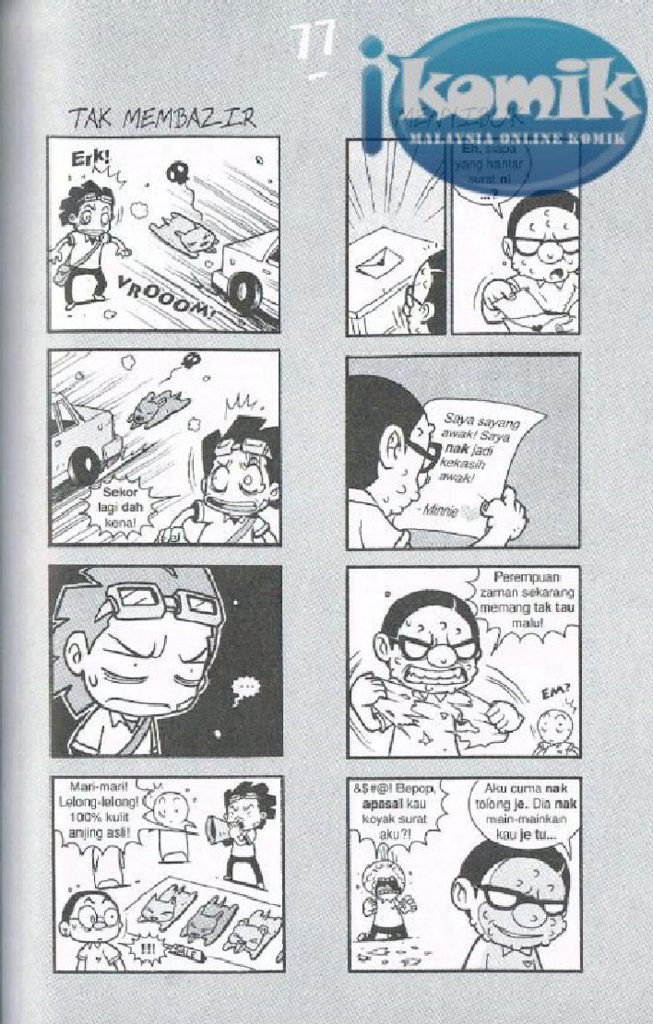 77
ikomik
MALAYSIA ONLINE KOMIK
TAK MEMBAZIR
Erk!
VROOOM!
Sekor
lagi dah
kena!
...
Mari-mari!
Lelong-lelong!
100% kulit
anjing asli!
!!!
Eh, siapa
yang hantar
surat ni
...?
Saya sayang
awak! Saya
nak jadi
kekasih
awak!
- Minnie
Perempuan
zaman sekarang
memang tak tau
malu!
EM?
&$#@! Bepop,
apasal kau
koyak surat
aku?!
Aku cuma nak
tolong je. Dia nak
main-mainkan
kau je tu...